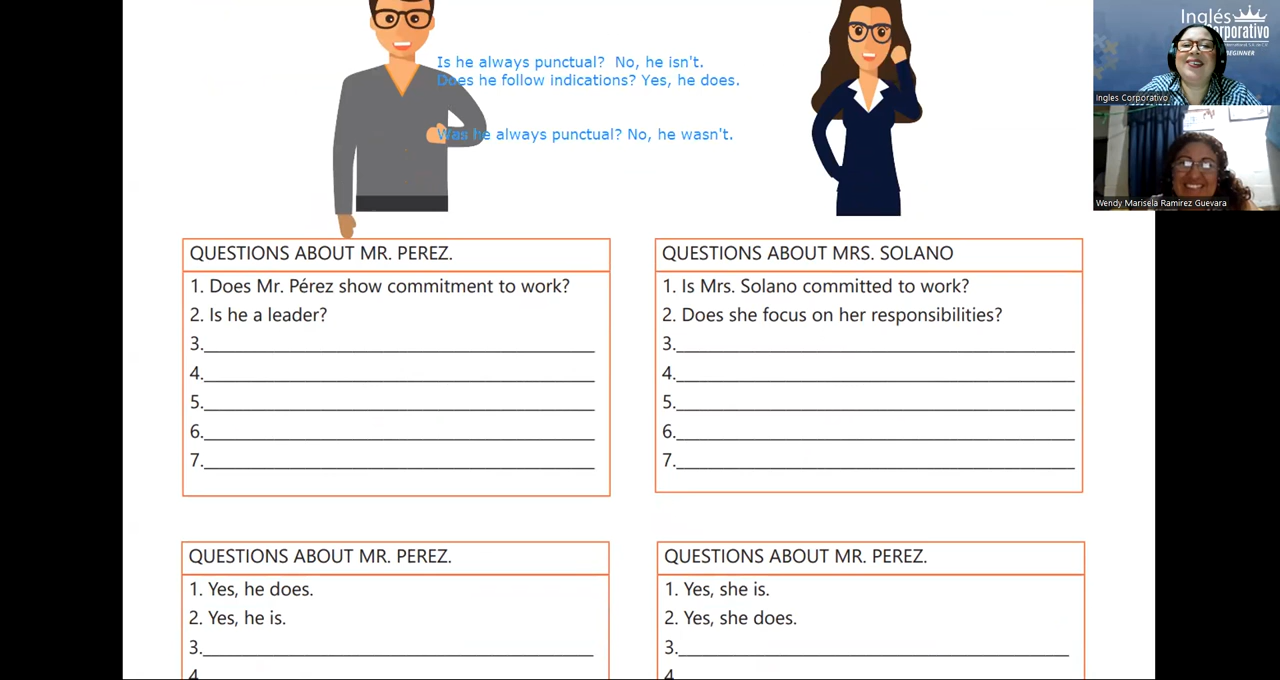 Is he always punctual?  No, he isn't.
Does he follow indications? Yes, he does.
Was he always punctual? No, he wasn't.
QUESTIONS ABOUT MR. PEREZ.
1. Does Mr. Pérez show commitment to work?
2. Is he a leader?
3.
4.
5.
6.
7.
QUESTIONS ABOUT MRS. SOLANO
1. Is Mrs. Solano committed to work?
2. Does she focus on her responsibilities?
3.
4.
5.
6.
7.
QUESTIONS ABOUT MR. PEREZ.
1. Yes, he does.
2. Yes, he is.
3.
4
QUESTIONS ABOUT MR. PEREZ.
1. Yes, she is.
2. Yes, she does.
3.
4
Inglés
Corporativo
BEGINNER
Ingles Corporativo
Wendy Marisela Ramirez Guevara